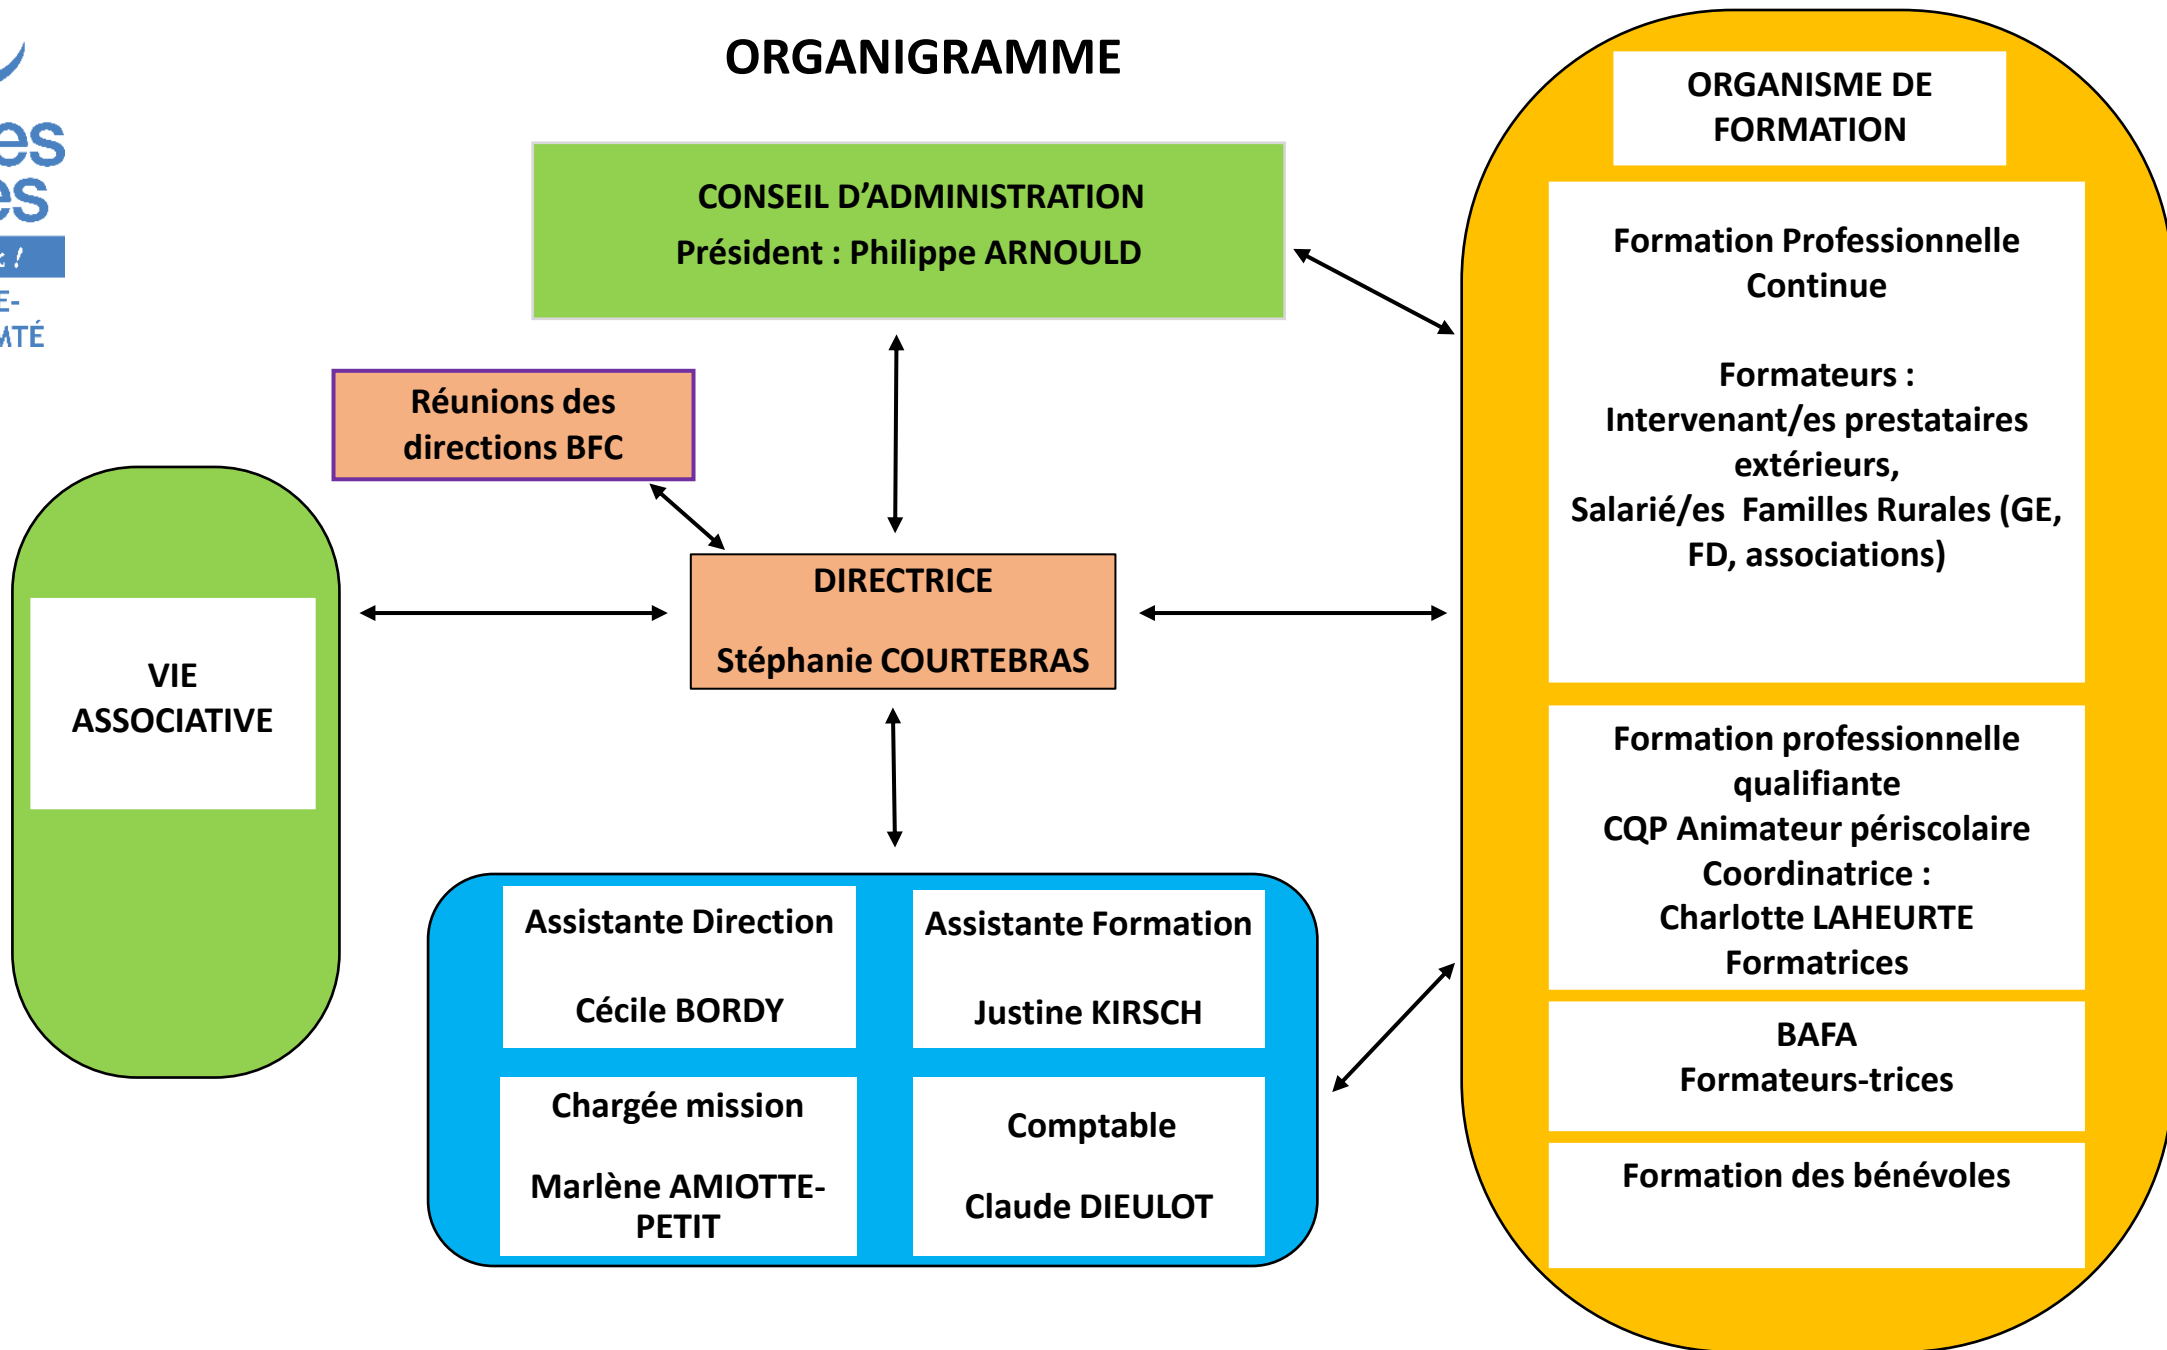 ORGANIGRAMME
CONSEIL D’ADMINISTRATION
Président : Philippe ARNOULD
Réunions des
directions BFC
DIRECTRICE
Stéphanie COURTEBRAS
VIE
ASSOCIATIVE
Assistante Direction
Cécile BORDY
Assistante Formation
Justine KIRSCH
Chargée mission
Marlène AMIOTTE-
PETIT
Comptable
Claude DIEULOT
ORGANISME DE
FORMATION
Formation Professionnelle
Continue
Formateurs :
Intervenant/es prestataires
extérieurs,
Salarié/es Familles Rurales (GE,
FD, associations)
Formation professionnelle
qualifiante
CQP Animateur périscolaire
Coordinatrice :
Charlotte LAHEURTE
Formatrices
BAFA
Formateurs-trices
Formation des bénévoles